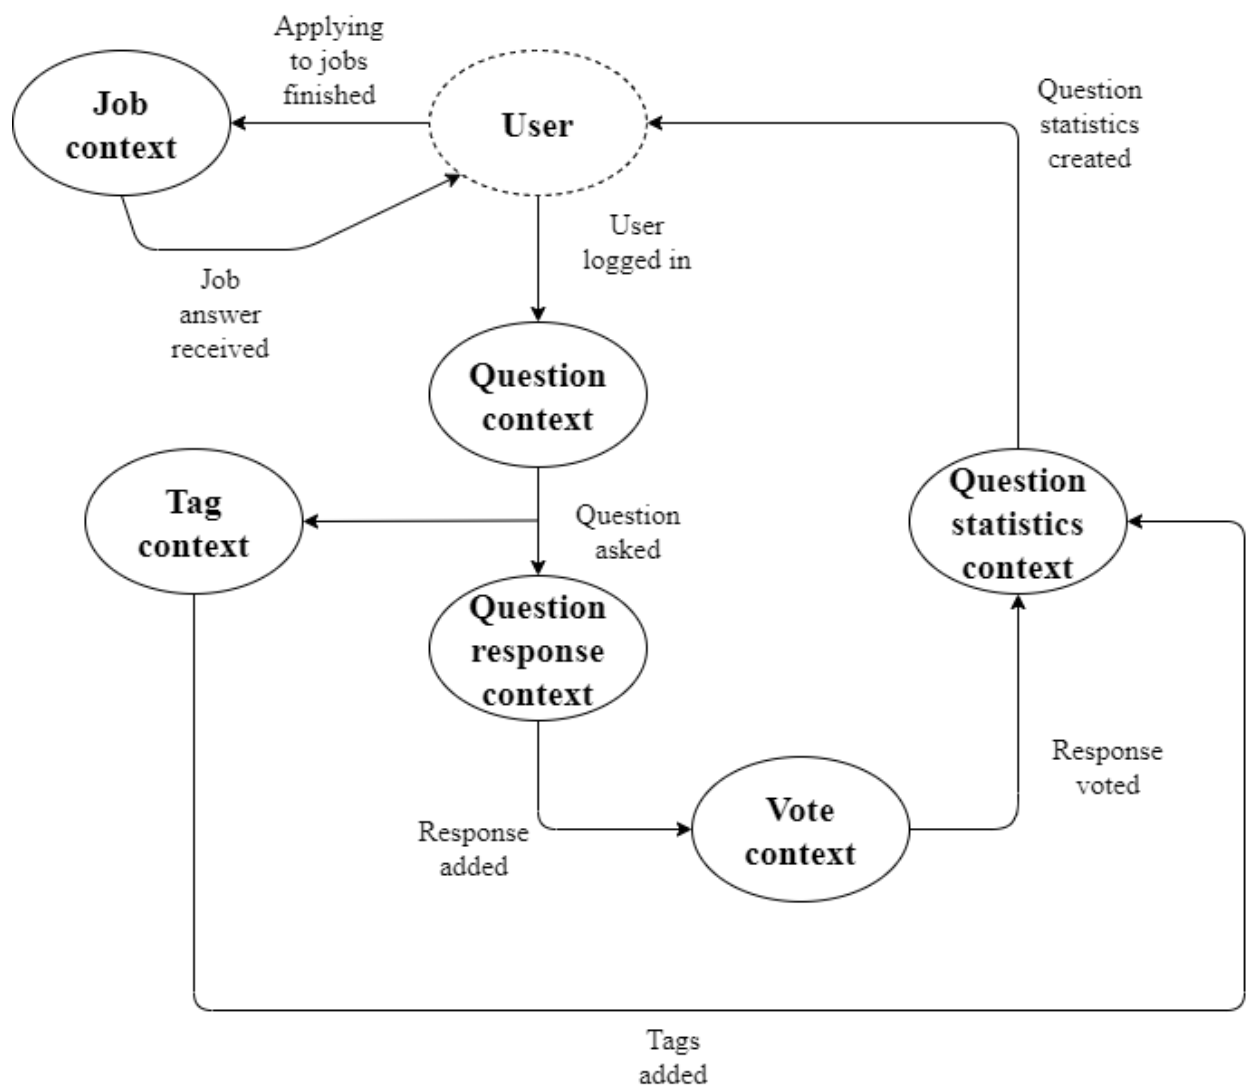 Applying
to jobs
finished
Job
context
User
Question
statistics
created
User
logged in
Job
answer
received
Question
context
Tag
context
Question
asked
Question
statistics
context
Question
response
context
Response
voted
Vote
context
Response
added
Tags
added